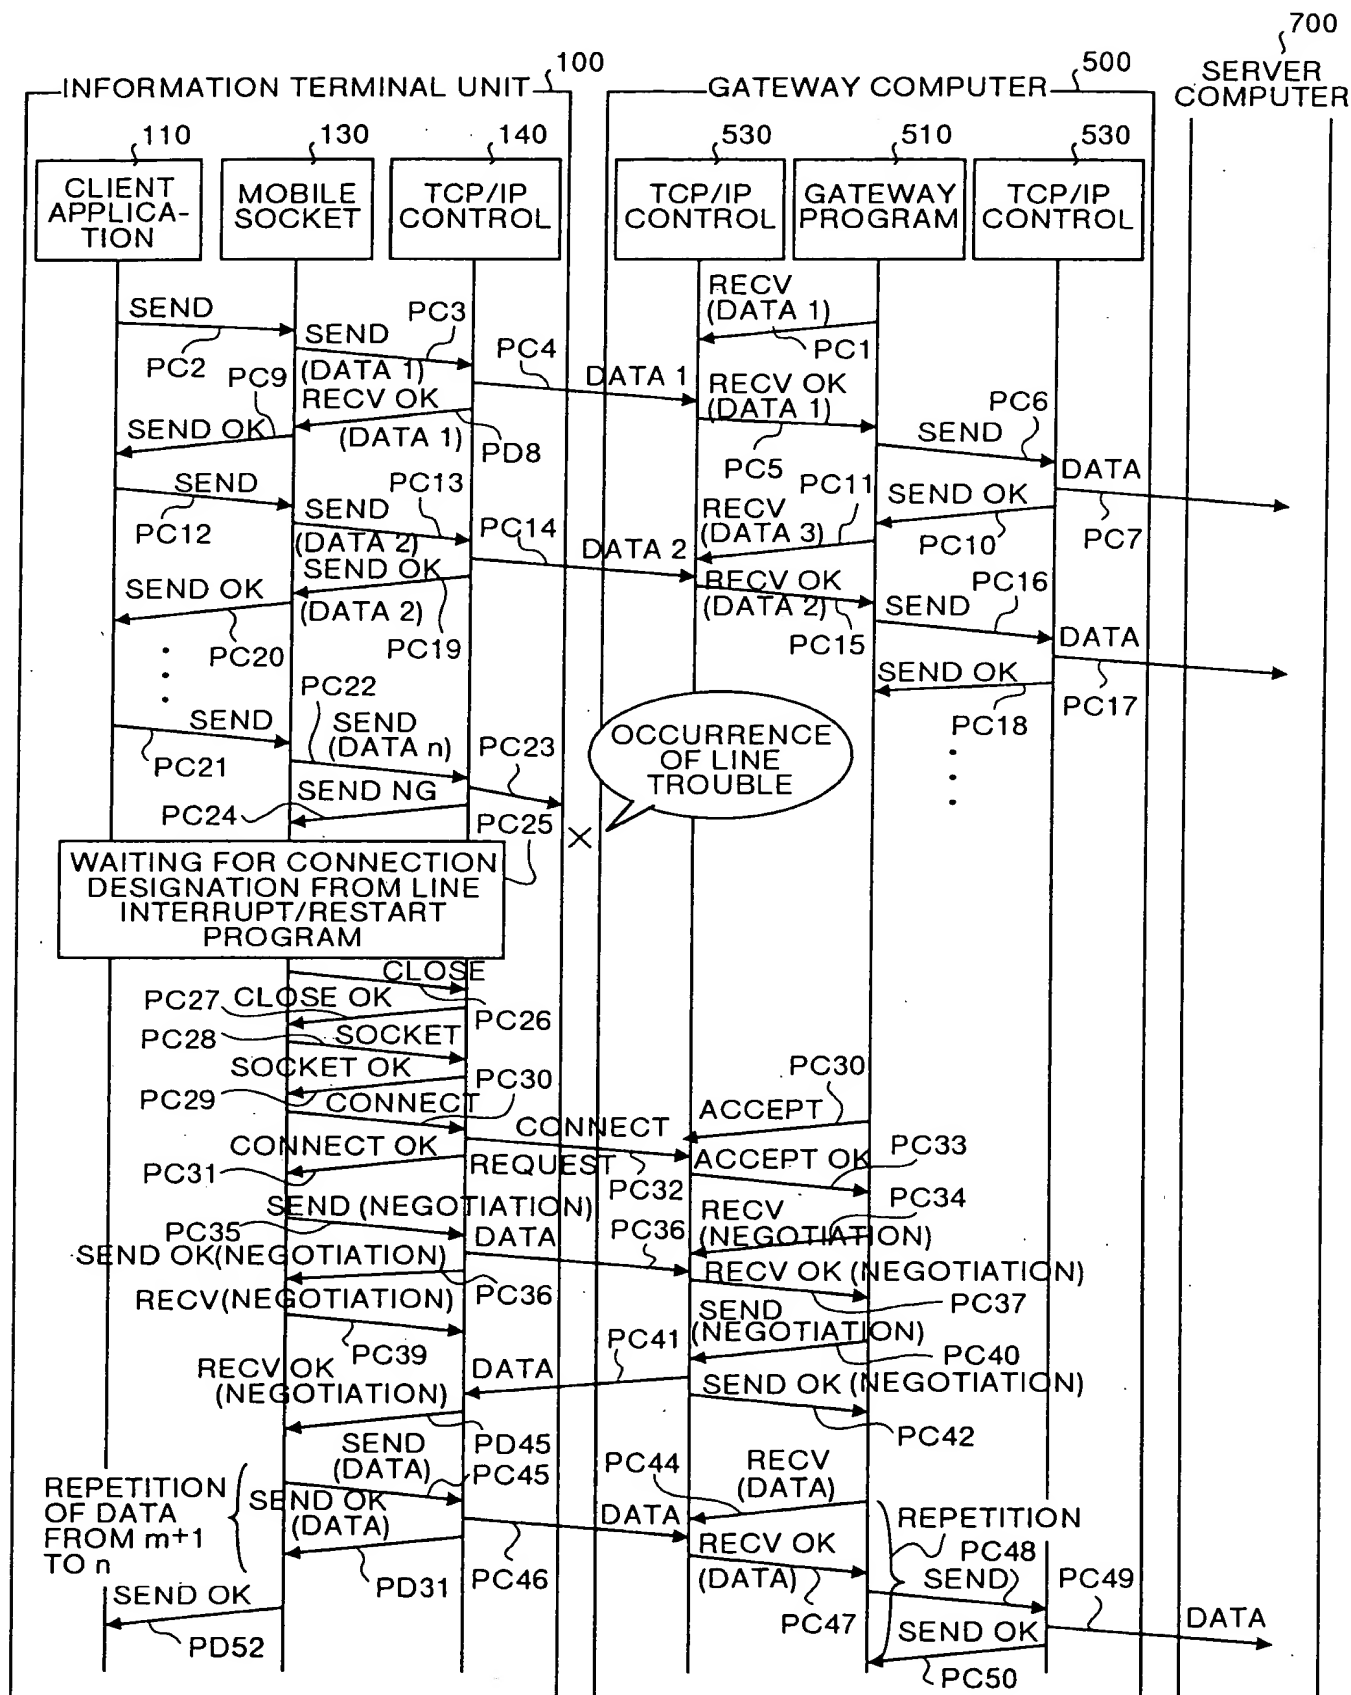 700
INFORMATION TERMINAL UNIT
100
GATEWAY COMPUTER
500
SERVER
COMPUTER
110
130
140
530
510
530
CLIENT
APPLICA-
TION
MOBILE
SOCKET
TCP/IP
CONTROL
TCP/IP
CONTROL
GATEWAY
PROGRAM
TCP/IP
CONTROL
RECV
(DATA 1)
PC1
SEND
PC2
SEND
(DATA 1)
PC3
PC4
DATA 1
RECV OK
(DATA 1)
PC5
PC9
RECV OK
(DATA 1)
PD8
SEND OK
SEND
PC6
DATA
PC7
SEND
PC12
PC13
SEND
(DATA 2)
PC14
DATA 2
PC11
RECV
(DATA 3)
SEND OK
PC10
SEND OK
(DATA 2)
PC19
SEND OK
PC20
RECV OK
(DATA 2)
PC15
SEND
PC16
DATA
PC17
SEND OK
PC18
SEND
PC21
PC22
SEND
(DATA n)
PC23
SEND NG
PC24
OCCURRENCE
OF LINE
TROUBLE
PC25
WAITING FOR CONNECTION
DESIGNATION FROM LINE
INTERRUPT/RESTART
PROGRAM
CLOSE
PC26
PC27
CLOSE OK
PC28
SOCKET
SOCKET OK
PC29
PC30
CONNECT
PC30
ACCEPT
CONNECT
REQUEST
PC32
CONNECT OK
PC31
ACCEPT OK
PC33
PC34
RECV
(NEGOTIATION)
SEND (NEGOTIATION)
PC35
DATA
PC36
SEND OK(NEGOTIATION)
PC36
RECV OK (NEGOTIATION)
PC37
RECV(NEGOTIATION)
PC39
SEND
(NEGOTIATION)
PC40
PC41
DATA
SEND OK (NEGOTIATION)
PC42
RECV OK
(NEGOTIATION)
PD45
SEND
(DATA)
PC45
PC44
RECV
(DATA)
REPETITION
OF DATA
FROM m+1
TO n
SEND OK
(DATA)
PD31
PC46
DATA
RECV OK
(DATA)
PC47
REPETITION
PC48
SEND
PC49
DATA
SEND OK
PC50
SEND OK
PD52